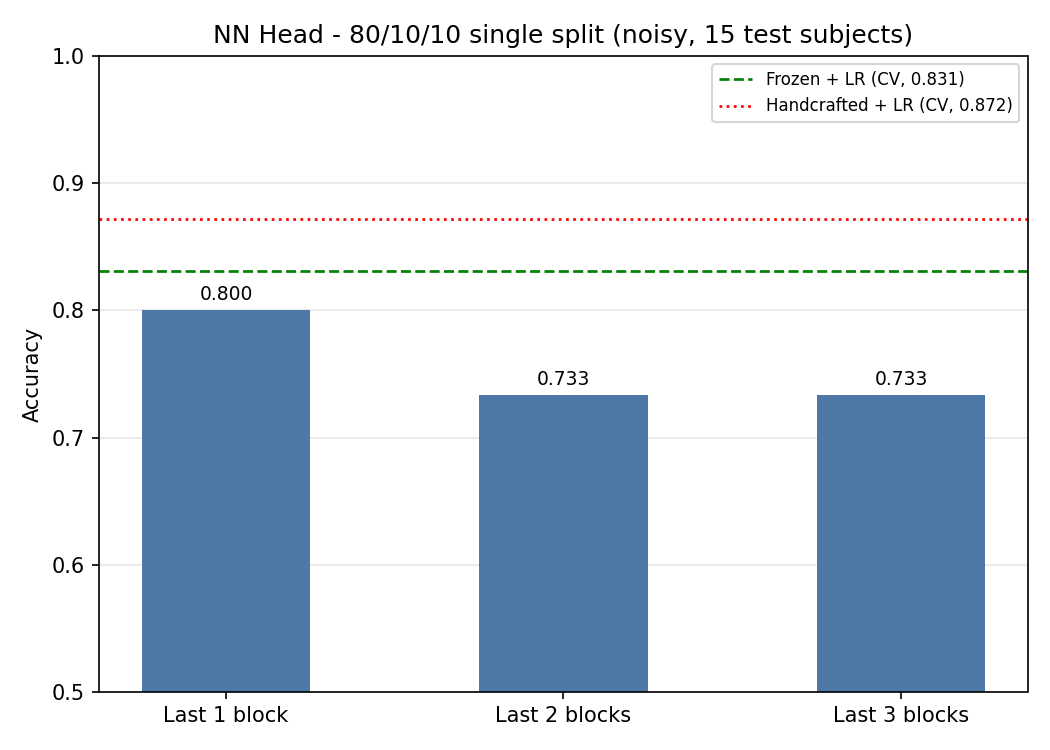 NN Head - 80/10/10 single split (noisy, 15 test subjects)
Frozen + LR (CV, 0.831)
Handcrafted + LR (CV, 0.872)
Accuracy
1.0
0.9
0.8
0.7
0.6
0.5
0.800
0.733
0.733
Last 1 block
Last 2 blocks
Last 3 blocks